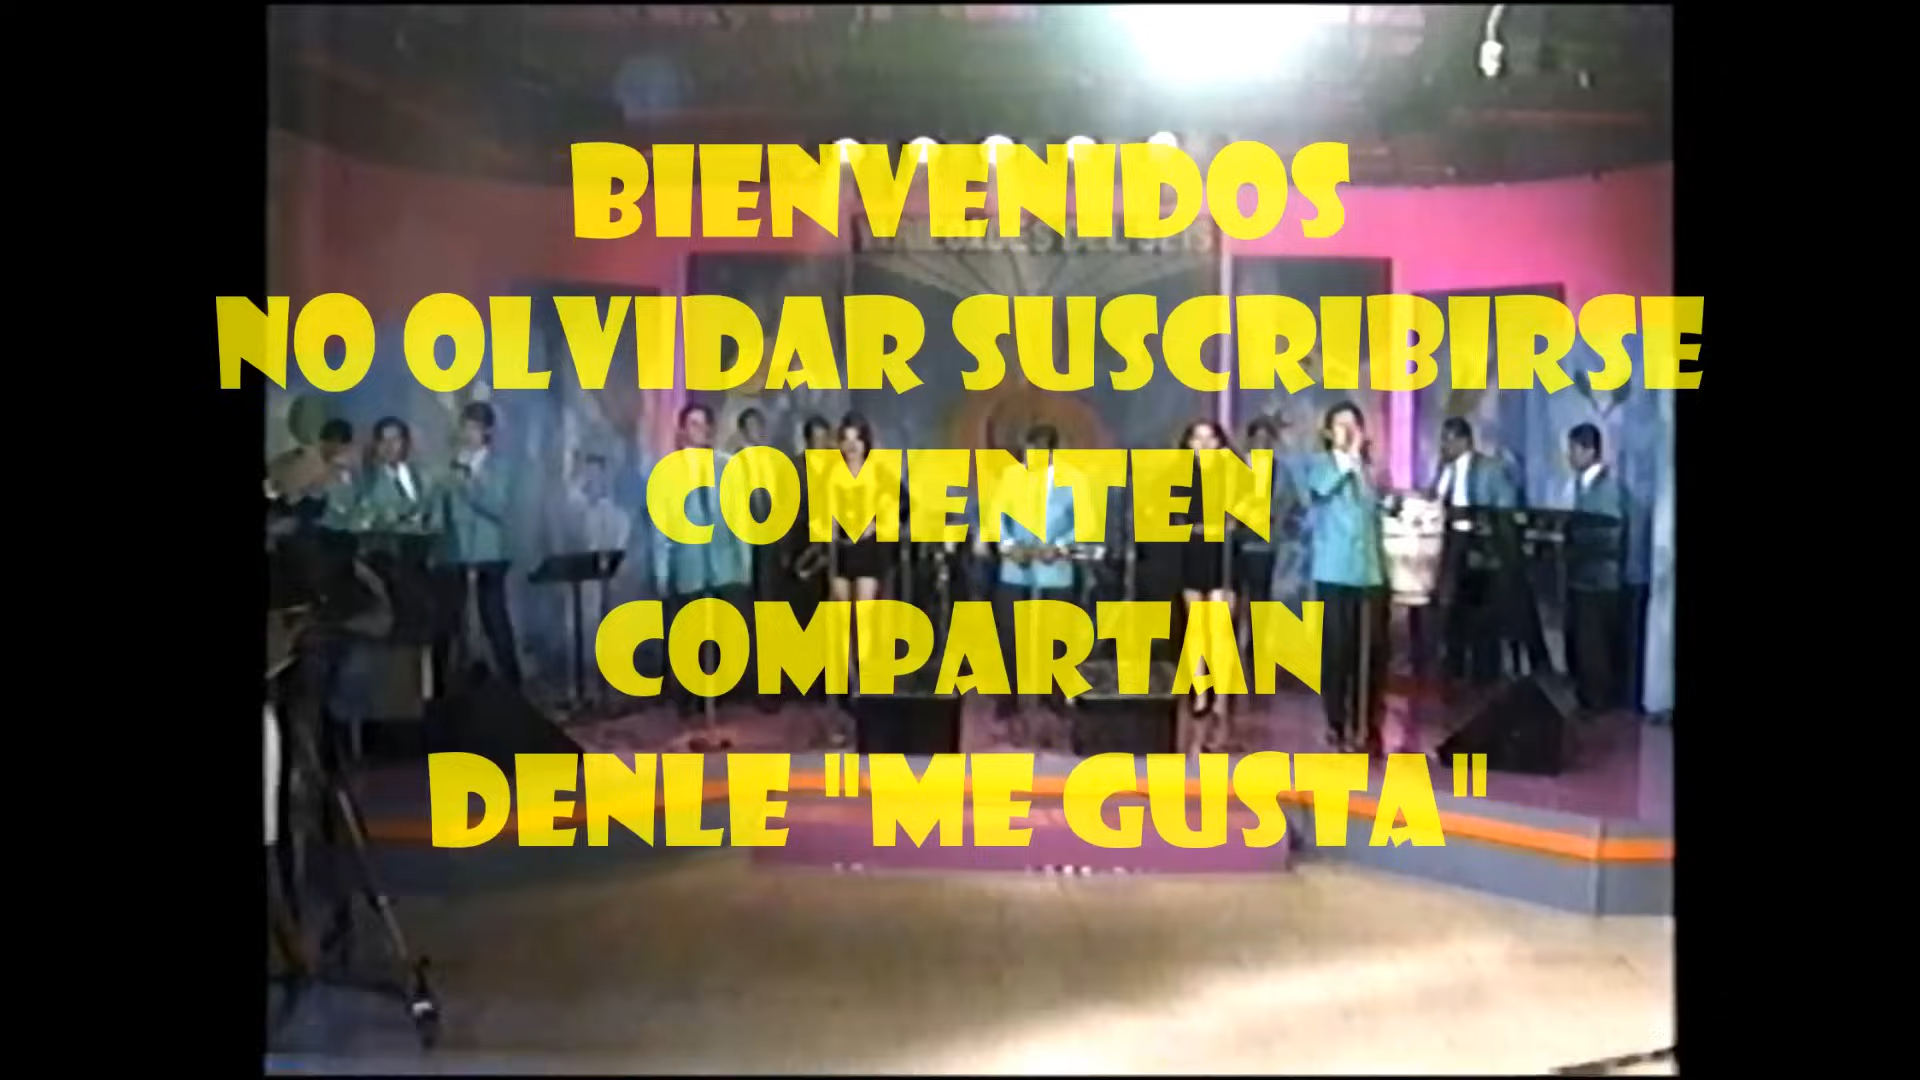 BIENVENIDOS
NO OLVIDAR SUSCRIBIRSE
COMENTEN
COMPARTAN
DENLE "ME GUSTA"